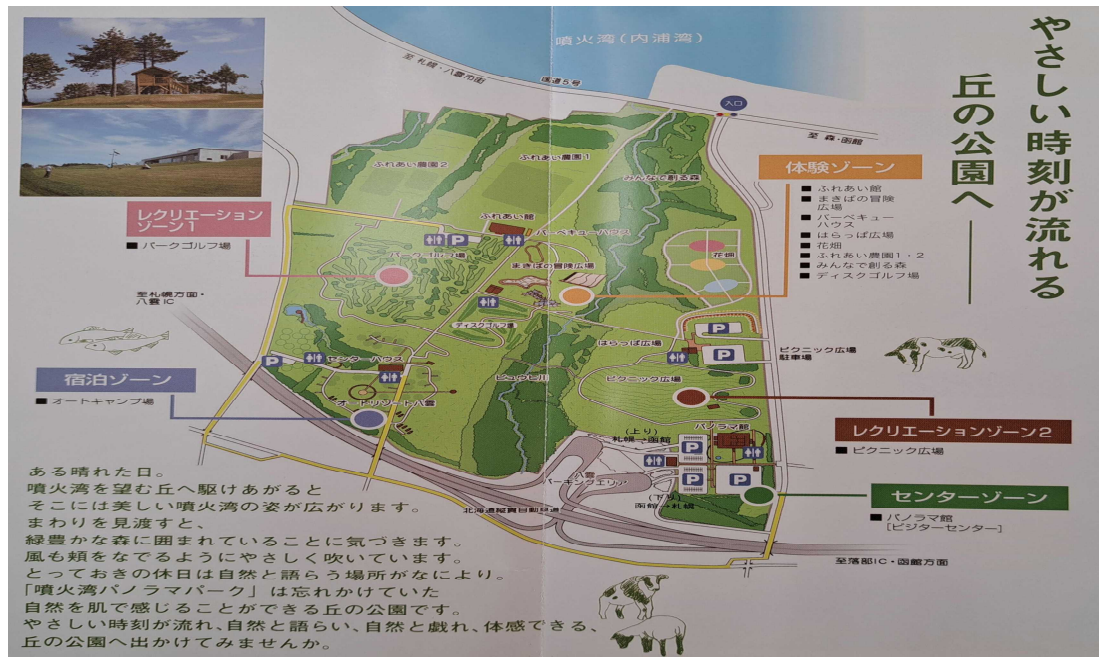 やさしい時刻が流れる
丘の公園へ
噴火湾(内浦湾)
至 札幌・八雲市街
国道5号
入口
至 森・函館
体験ゾーン
■ ふれあい館
■ まきばの冒険
広場
■ バーベキュー
ハウス
■ はらっぱ広場
■ 花畑
■ ふれあい農園1・2
■ みんなで創る森
■ ディスクゴルフ場
レクリエーション
ゾーン1
■ パークゴルフ場
ふれあい農園2
ふれあい農園1
みんなで創る森
ふれあい館
バーベキューハウス
P
パークゴルフ場
まきばの冒険広場
花畑
至札幌方面・
八雲IC
ディスクゴルフ場
はらっぱ広場
P
P
ピクニック広場
駐車場
P
センターハウス
宿泊ゾーン
■ オートキャンプ場
オートリゾート八雲
ビュウヒ川
ピクニック広場
レクリエーションゾーン2
■ ピクニック広場
(上り)
札幌→函館
パノラマ館
P
P
P
八雲
パーキングエリア
(下り)
函館→札幌
北海道縦貫自動車道
センターゾーン
■ パノラマ館
[ビジターセンター]
至落部IC・函館方面
ある晴れた日。
噴火湾を望む丘へ駆けあがると
そこには美しい噴火湾の姿が広がります。
まわりを見渡すと、
緑豊かな森に囲まれていることに気づきます。
風も頬をなでるようにやさしく吹いています。
とっておきの休日は自然と語らう場所がなにより。
「噴火湾パノラマパーク」は忘れかけていた
自然を肌で感じることができる丘の公園です。
やさしい時刻が流れ、自然と語らい、自然と戯れ、体感できる、
丘の公園へ出かけてみませんか。